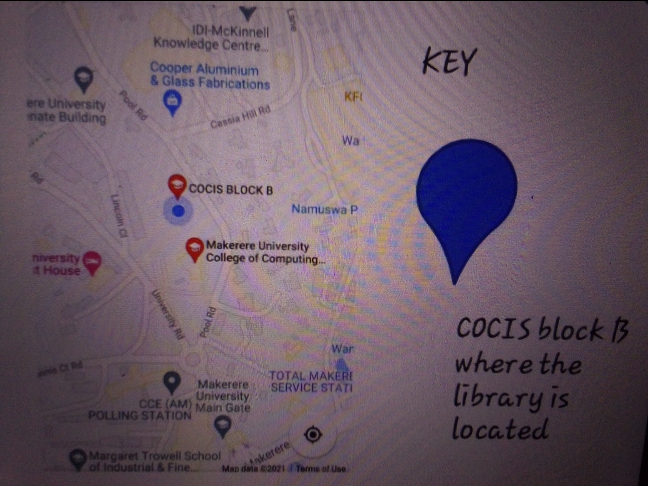 IDI-McKinnell
Knowledge Centre...
Lane
Cooper Aluminium
& Glass Fabrications
ere University
nate Building
Pool Rd
Cassia Hill Rd
KF
Wa
Rd
COCIS BLOCK B
Lincoln Ct
Namuswa P
Makerere University
College of Computing...
niversity
t House
University Rd
Pool Rd
War
TOTAL MAKERE
SERVICE STATI
Ct Rd
CCE (AM)
POLLING STATION
Makerere
University
Main Gate
Margaret Trowell School
of Industrial & Fine...
Makerere
Map data ©2021
Terms of Use
KEY
COCIS block B
where the
library is
located